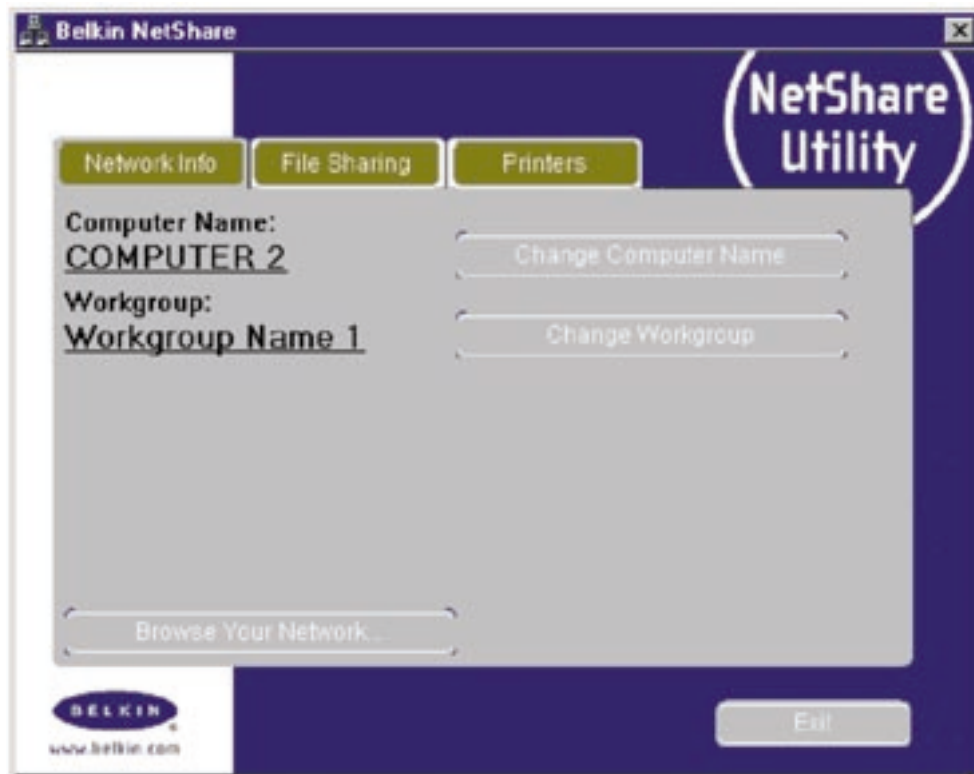 Belkin NetShare
NetShare
Utility
Network Info
File Sharing
Printers
Computer Name:
COMPUTER 2
Change Computer Name
Workgroup:
Workgroup Name 1
Change Workgroup
Browse Your Network...
BELKIN
www.belkin.com
Exit